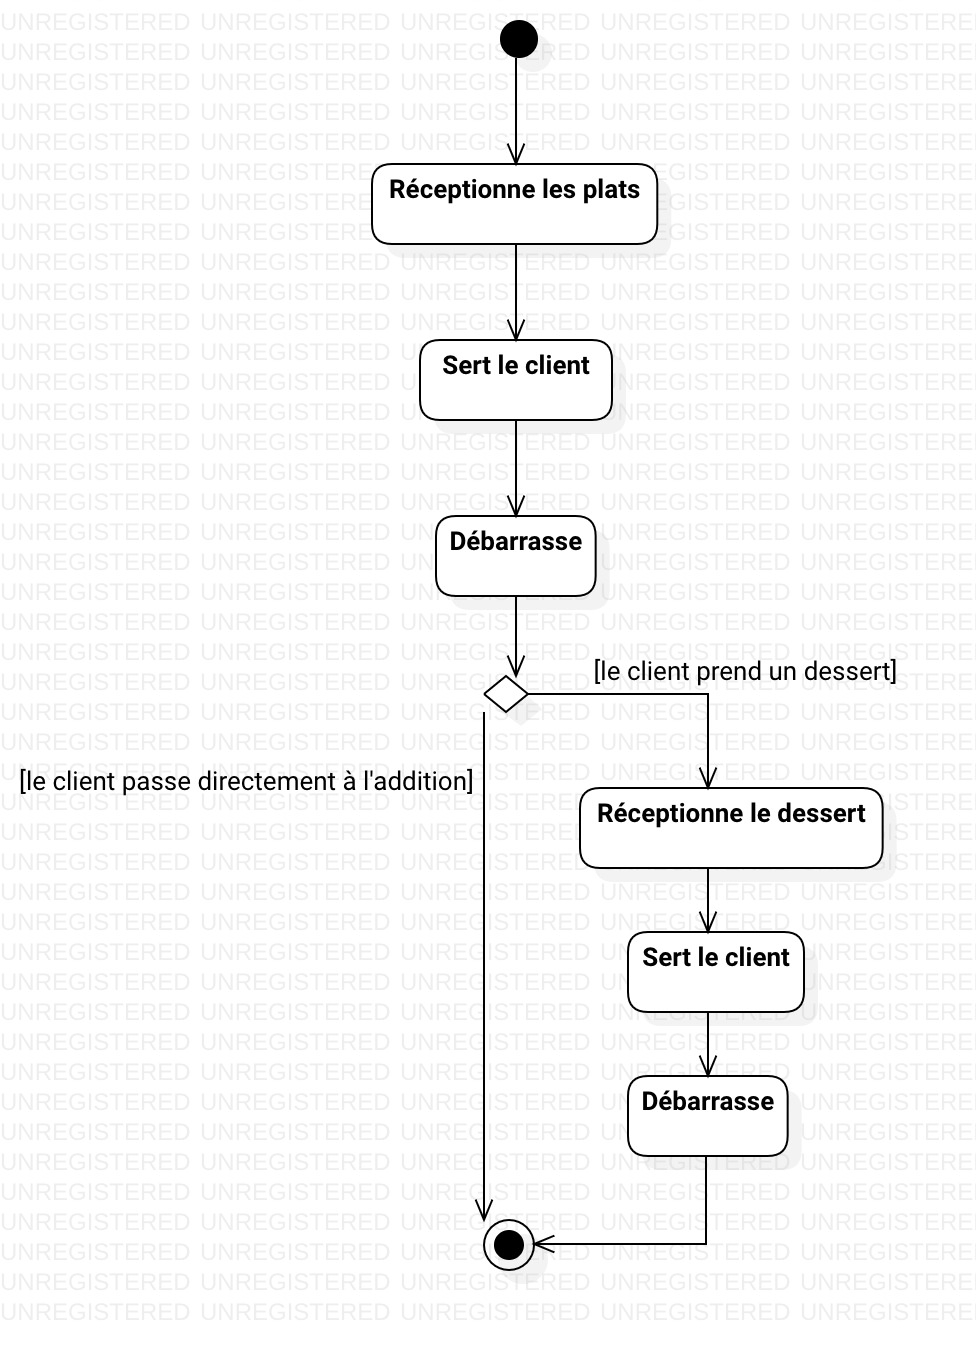 Réceptionne les plats
Sert le client
Débarrasse
[le client prend un dessert]
[le client passe directement à l'addition]
Réceptionne le dessert
Sert le client
Débarrasse